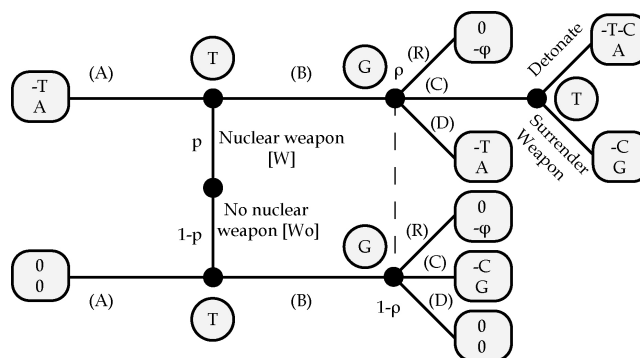 -T
A
(A)
T
(B)
G
ρ
(R)
0
-φ
(C)
(D)
-T
A
Detonate
-T-C
A
T
Surrender
Weapon
-C
G
p
Nuclear weapon
[W]
No nuclear
weapon [Wo]
1-p
0
0
(A)
T
(B)
G
1-ρ
(R)
0
-φ
(C)
-C
G
(D)
0
0